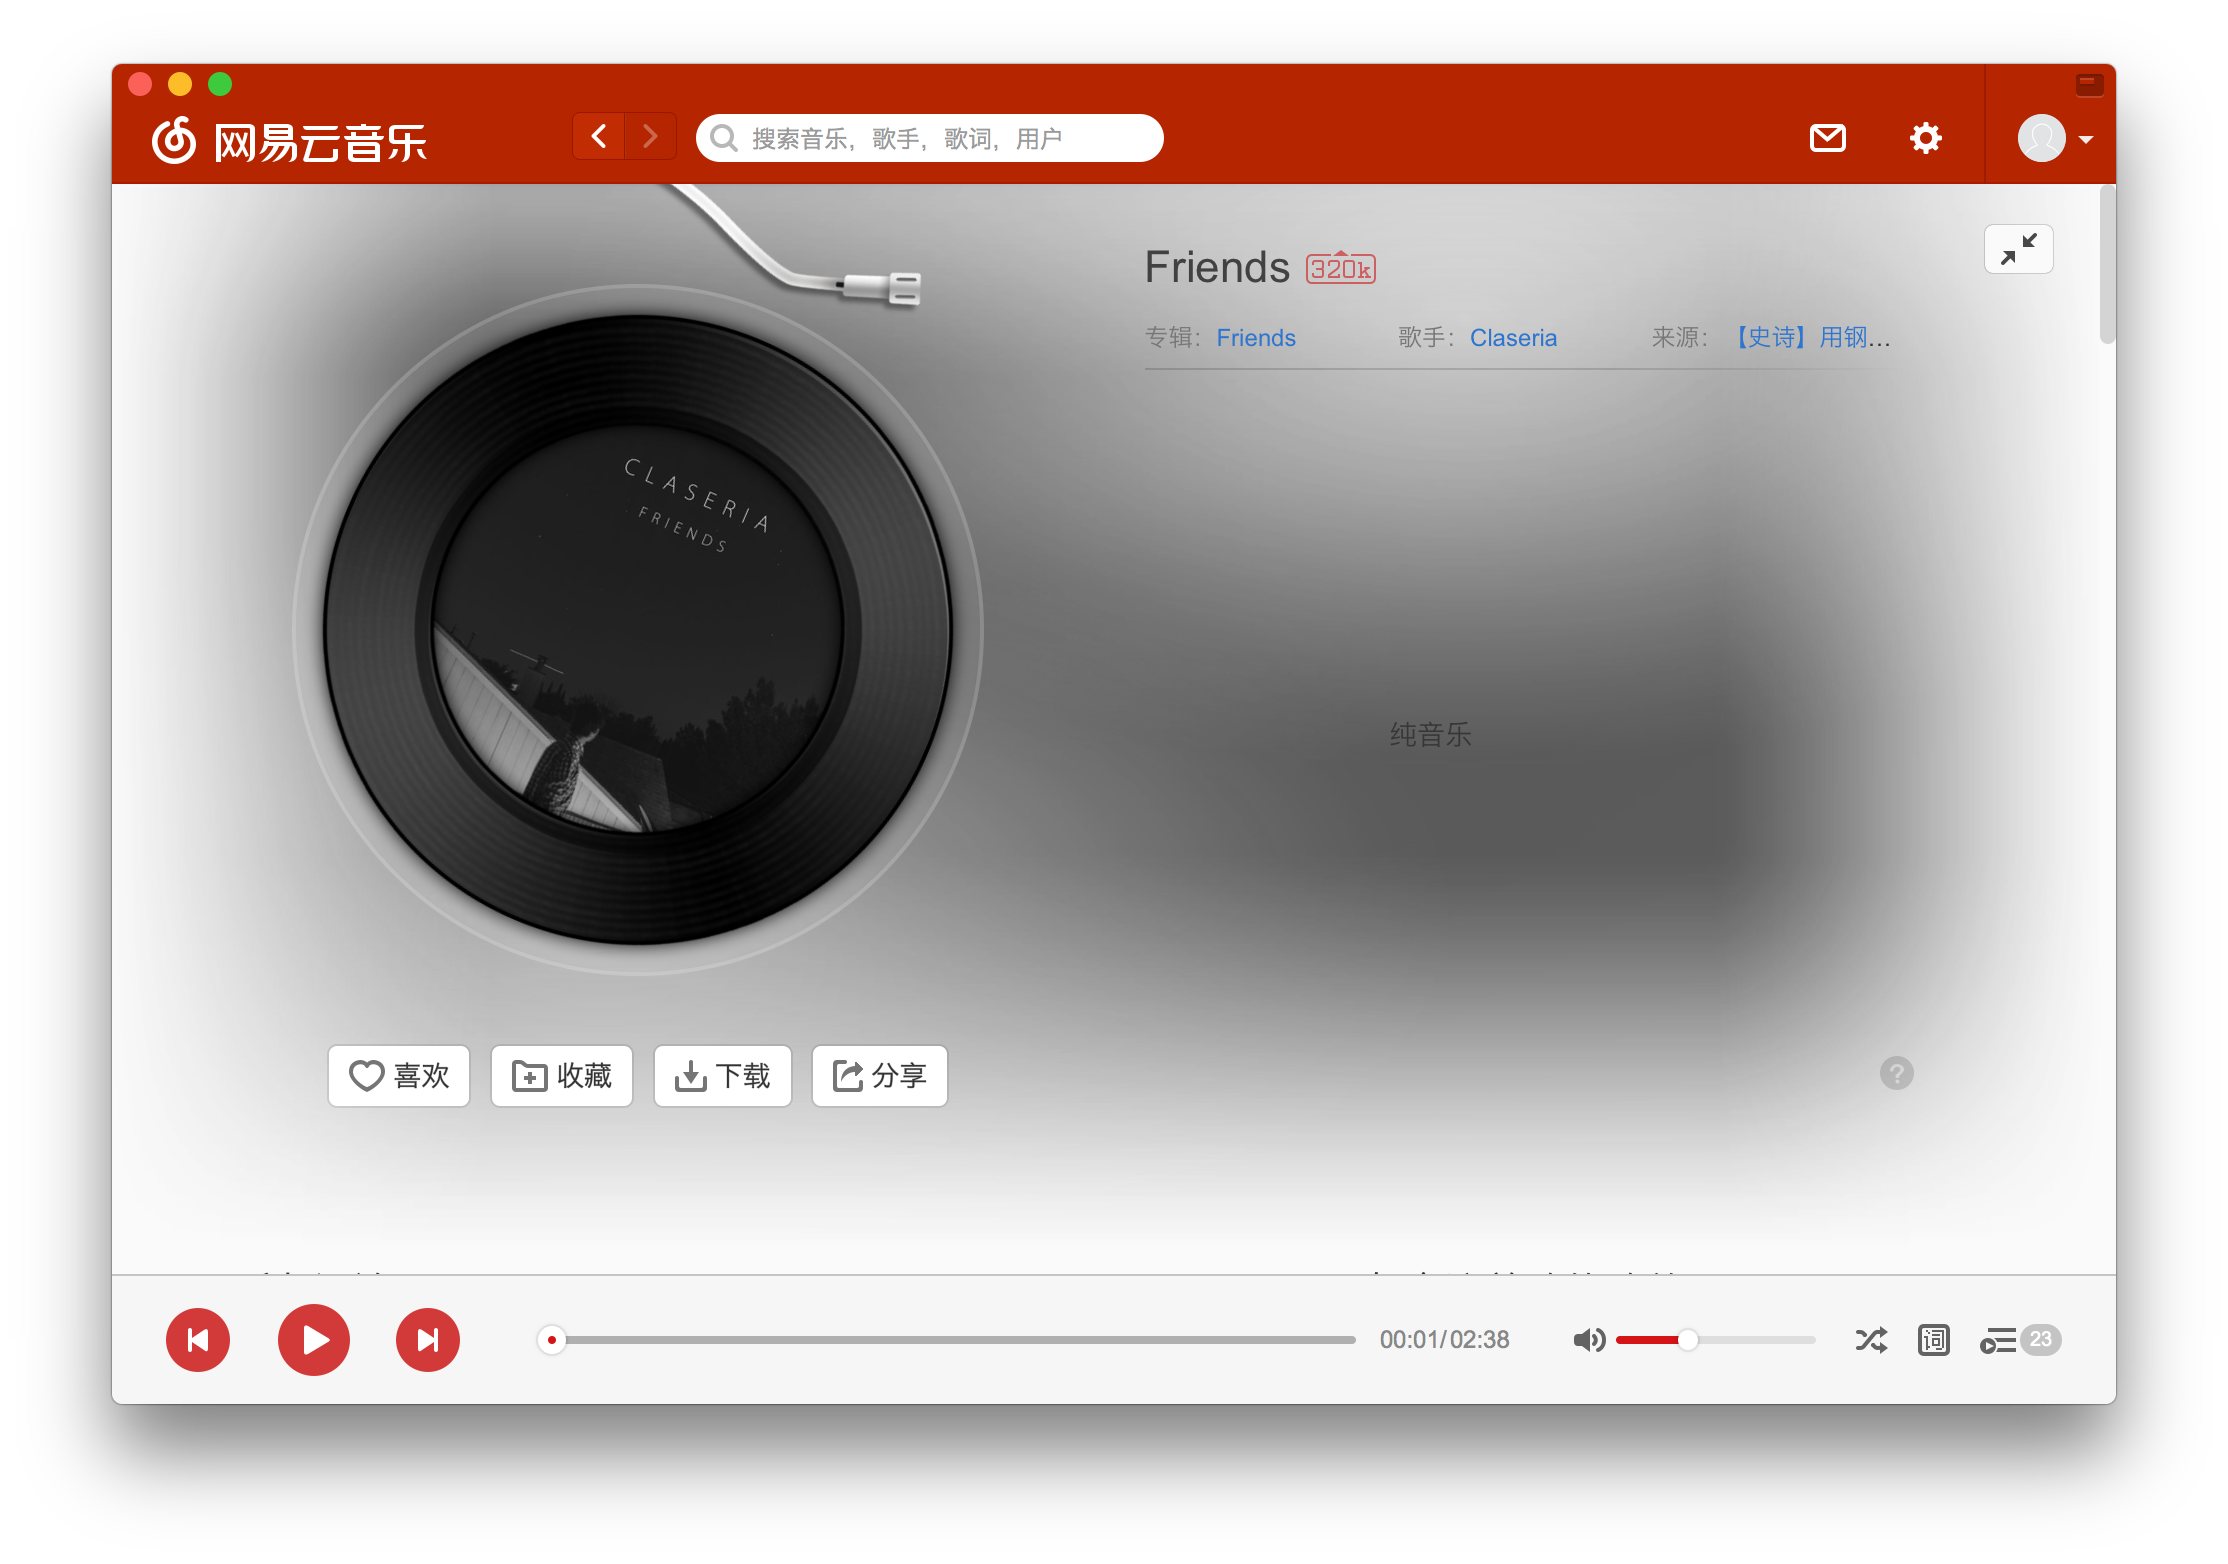 网易云音乐
搜索音乐，歌手，歌词，用户
Friends 320k
专辑：Friends 歌手：Claseria 来源：【史诗】用钢...
CLASERIA
FRIENDS
纯音乐
喜欢 收藏 下载 分享
?
00:01/02:38 词 23